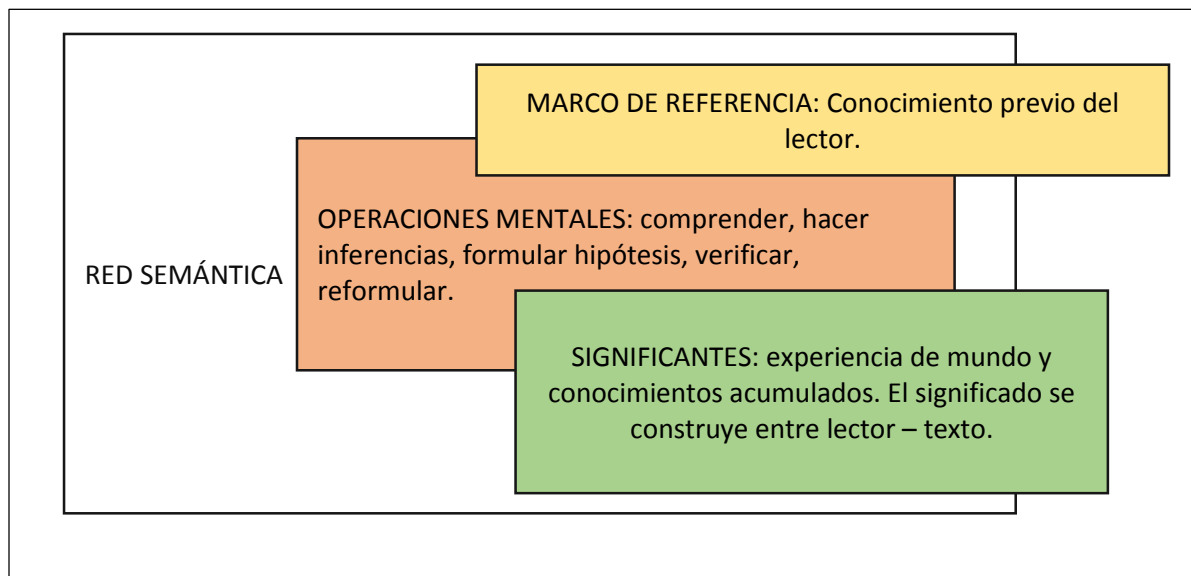 MARCO DE REFERENCIA: Conocimiento previo del
lector.
OPERACIONES MENTALES: comprender, hacer
inferencias, formular hipótesis, verificar,
reformular.
RED SEMÁNTICA
SIGNIFICANTES: experiencia de mundo y
conocimientos acumulados. El significado se
construye entre lector – texto.